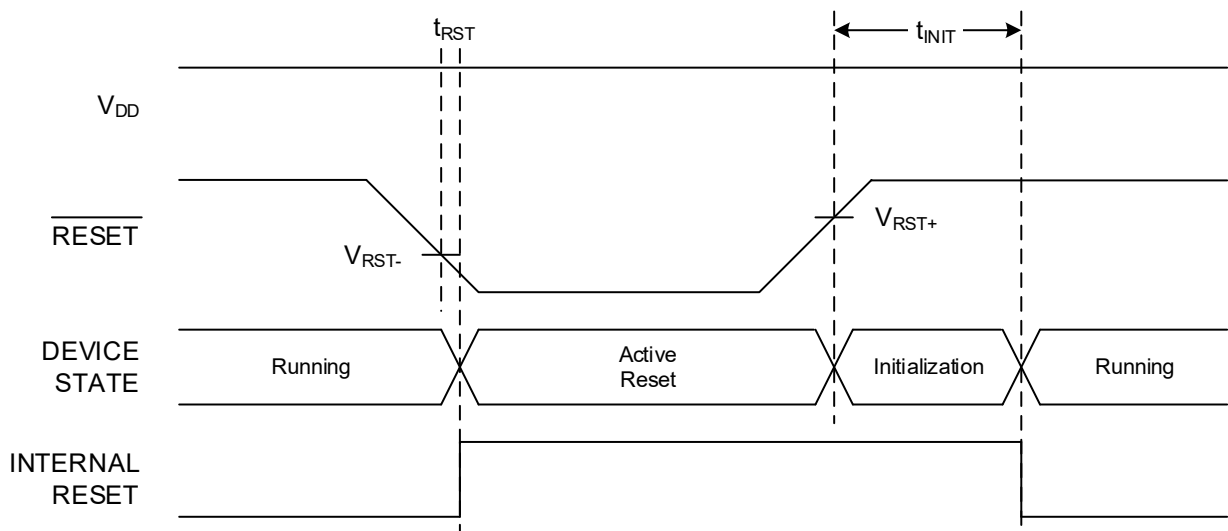 tRST
tINIT
VDD
RESET
VRST+
VRST-
DEVICE
STATE
Running
Active
Reset
Initialization
Running
INTERNAL
RESET